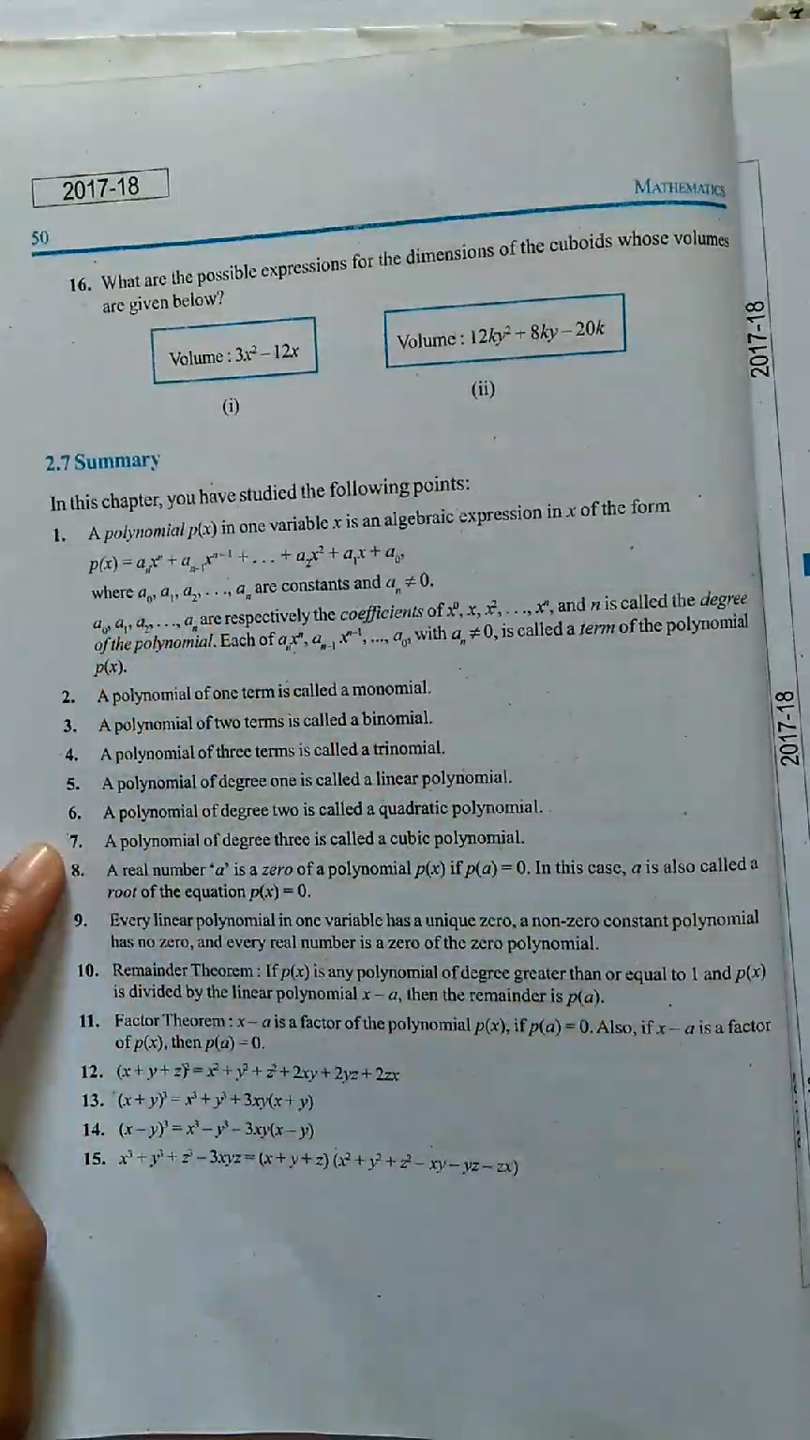 2017-18
MATHEMATICS
50
16. What are the possible expressions for the dimensions of the cuboids whose volumes
are given below?
Volume : 3x² – 12x
Volume : 12ky² + 8ky – 20k
(i)
(ii)
2.7 Summary
In this chapter, you have studied the following points:
1. A polynomial p(x) in one variable x is an algebraic expression in x of the form
p(x) = aₙxⁿ + aₙ₋₁xⁿ⁻¹ + . . . + a₂x² + a₁x + a₀,
where a₀, a₁, a₂, . . ., aₙ are constants and aₙ ≠ 0.
a₀, a₁, a₂, . . ., aₙ are respectively the coefficients of x⁰, x, x², . . ., xⁿ, and n is called the degree
of the polynomial. Each of aₙxⁿ, aₙ₋₁ xⁿ⁻¹, ..., a₀, with aₙ ≠ 0, is called a term of the polynomial
p(x).
2. A polynomial of one term is called a monomial.
3. A polynomial of two terms is called a binomial.
4. A polynomial of three terms is called a trinomial.
5. A polynomial of degree one is called a linear polynomial.
6. A polynomial of degree two is called a quadratic polynomial.
7. A polynomial of degree three is called a cubic polynomial.
8. A real number ‘a’ is a zero of a polynomial p(x) if p(a) = 0. In this case, a is also called a
root of the equation p(x) = 0.
9. Every linear polynomial in one variable has a unique zero, a non-zero constant polynomial
has no zero, and every real number is a zero of the zero polynomial.
10. Remainder Theorem : If p(x) is any polynomial of degree greater than or equal to 1 and p(x)
is divided by the linear polynomial x – a, then the remainder is p(a).
11. Factor Theorem : x – a is a factor of the polynomial p(x), if p(a) = 0. Also, if x – a is a factor
of p(x), then p(a) = 0.
12. (x + y + z)² = x² + y² + z² + 2xy + 2yz + 2zx
13. (x + y)³ = x³ + y³ + 3xy(x + y)
14. (x – y)³ = x³ – y³ – 3xy(x – y)
15. x³ + y³ + z³ – 3xyz = (x + y + z) (x² + y² + z² – xy – yz – zx)
2017-18
2017-18